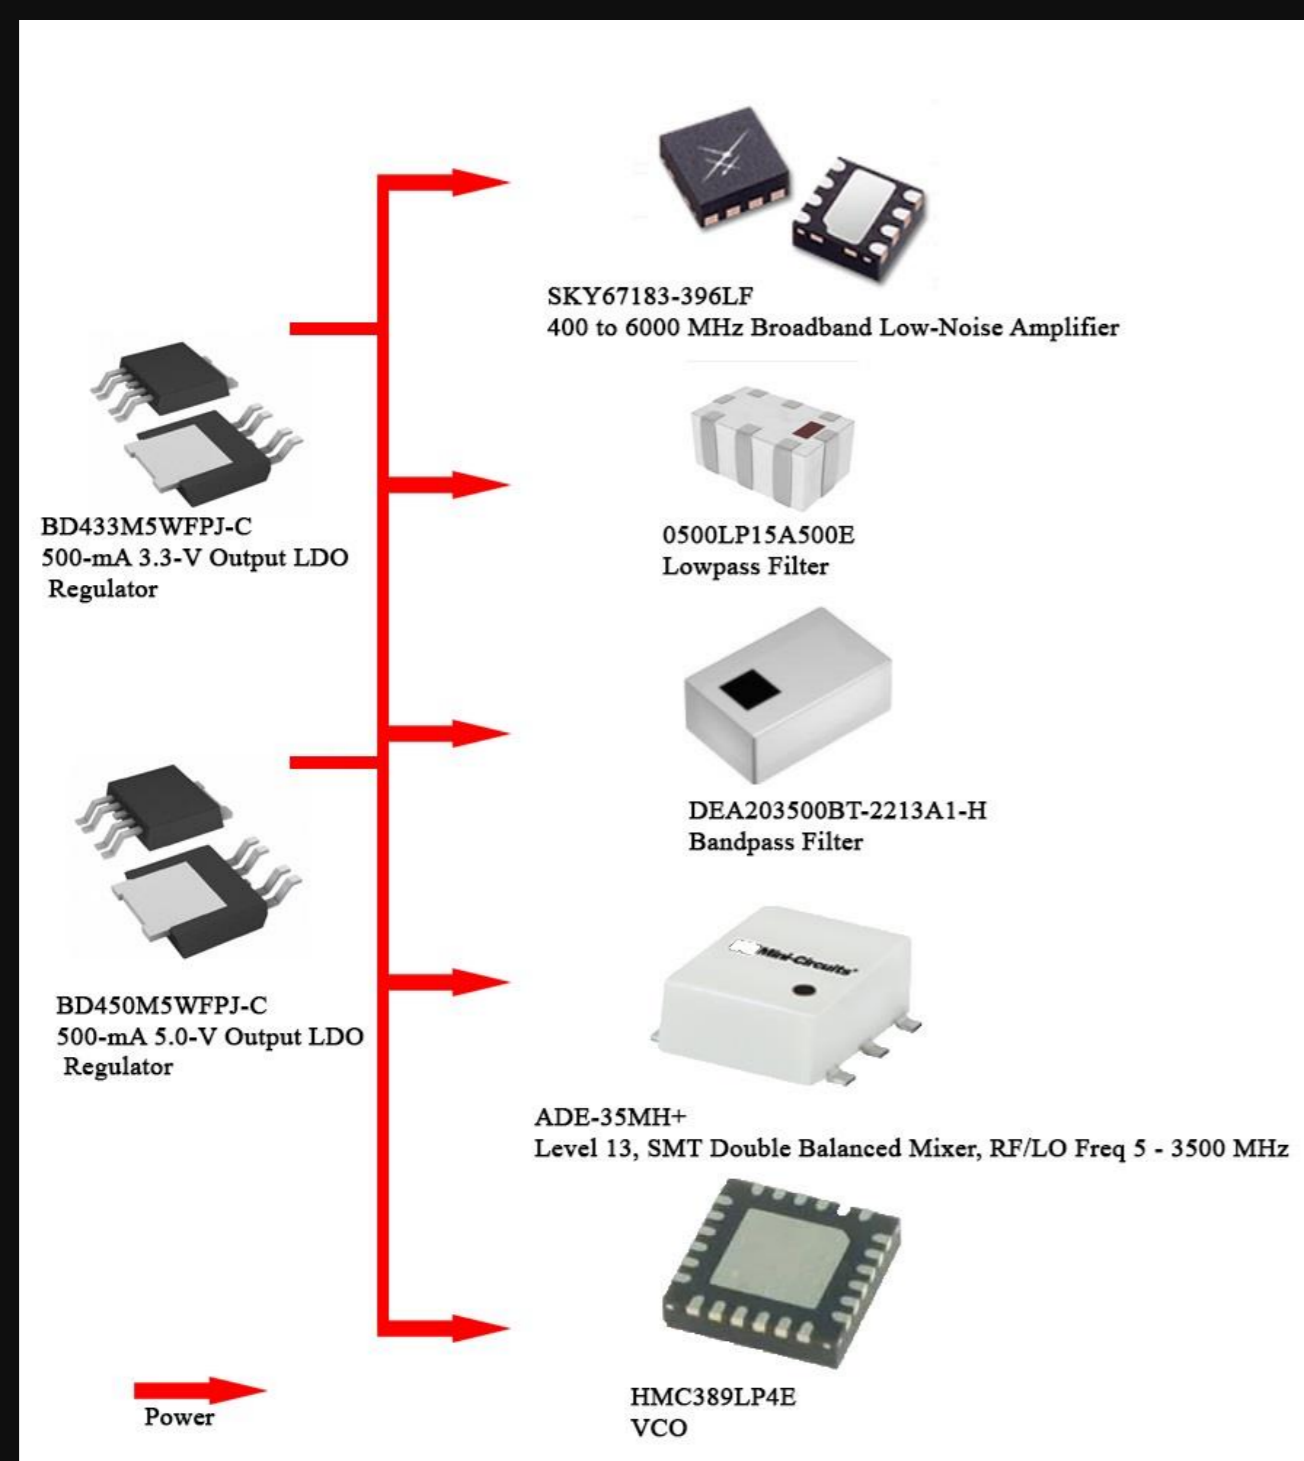 SKY67183-396LF
400 to 6000 MHz Broadband Low-Noise Amplifier
BD433M5WFPJ-C
500-mA 3.3-V Output LDO
Regulator
0500LP15A500E
Lowpass Filter
DEA203500BT-2213A1-H
Bandpass Filter
BD450M5WFPJ-C
500-mA 5.0-V Output LDO
Regulator
Mini-Circuits®
ADE-35MH+
Level 13, SMT Double Balanced Mixer, RF/LO Freq 5 - 3500 MHz
HMC389LP4E
VCO
Power